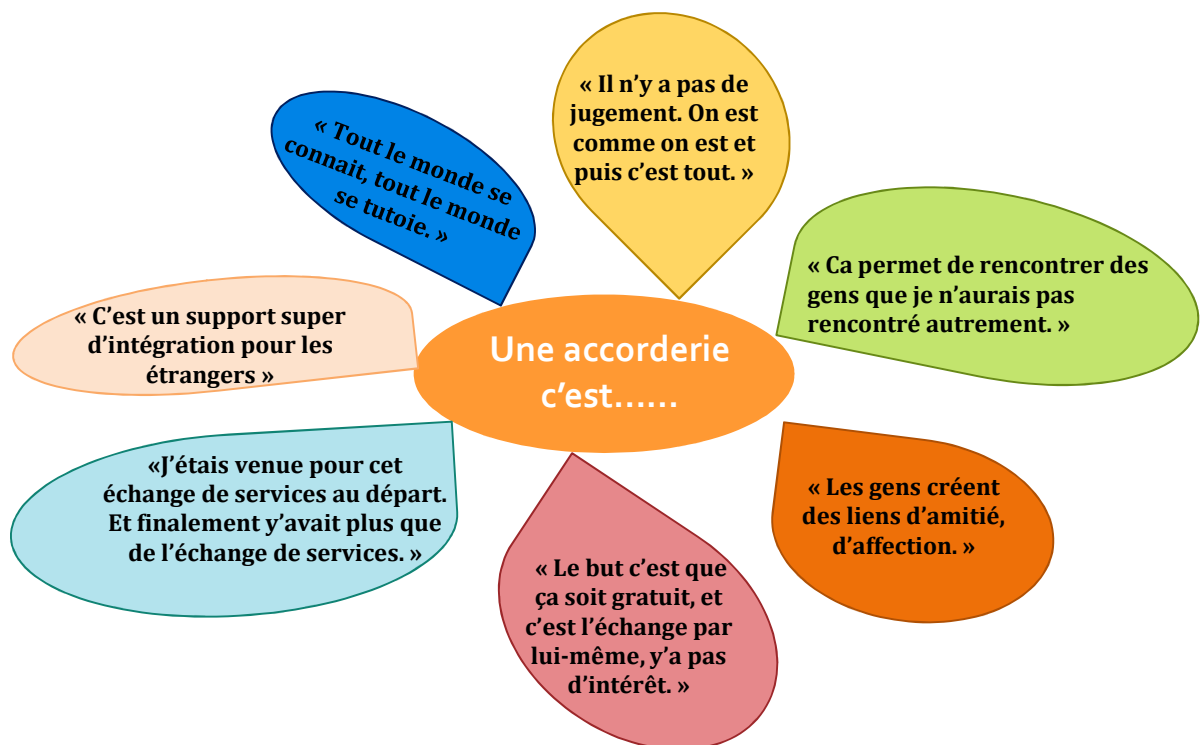 « Il n’y a pas de
jugement. On est
comme on est et
puis c’est tout. »
« Tout le monde se
connait, tout le monde
se tutoie. »
« Ca permet de rencontrer des
gens que je n’aurais pas
rencontré autrement. »
« C’est un support super
d’intégration pour les
étrangers »
Une accorderie
c’est……
«J’étais venue pour cet
échange de services au départ.
Et finalement y’avait plus que
de l’échange de services. »
« Les gens créent
des liens d’amitié,
d’affection. »
« Le but c’est que
ça soit gratuit, et
c’est l’échange par
lui-même, y’a pas
d’intérêt. »